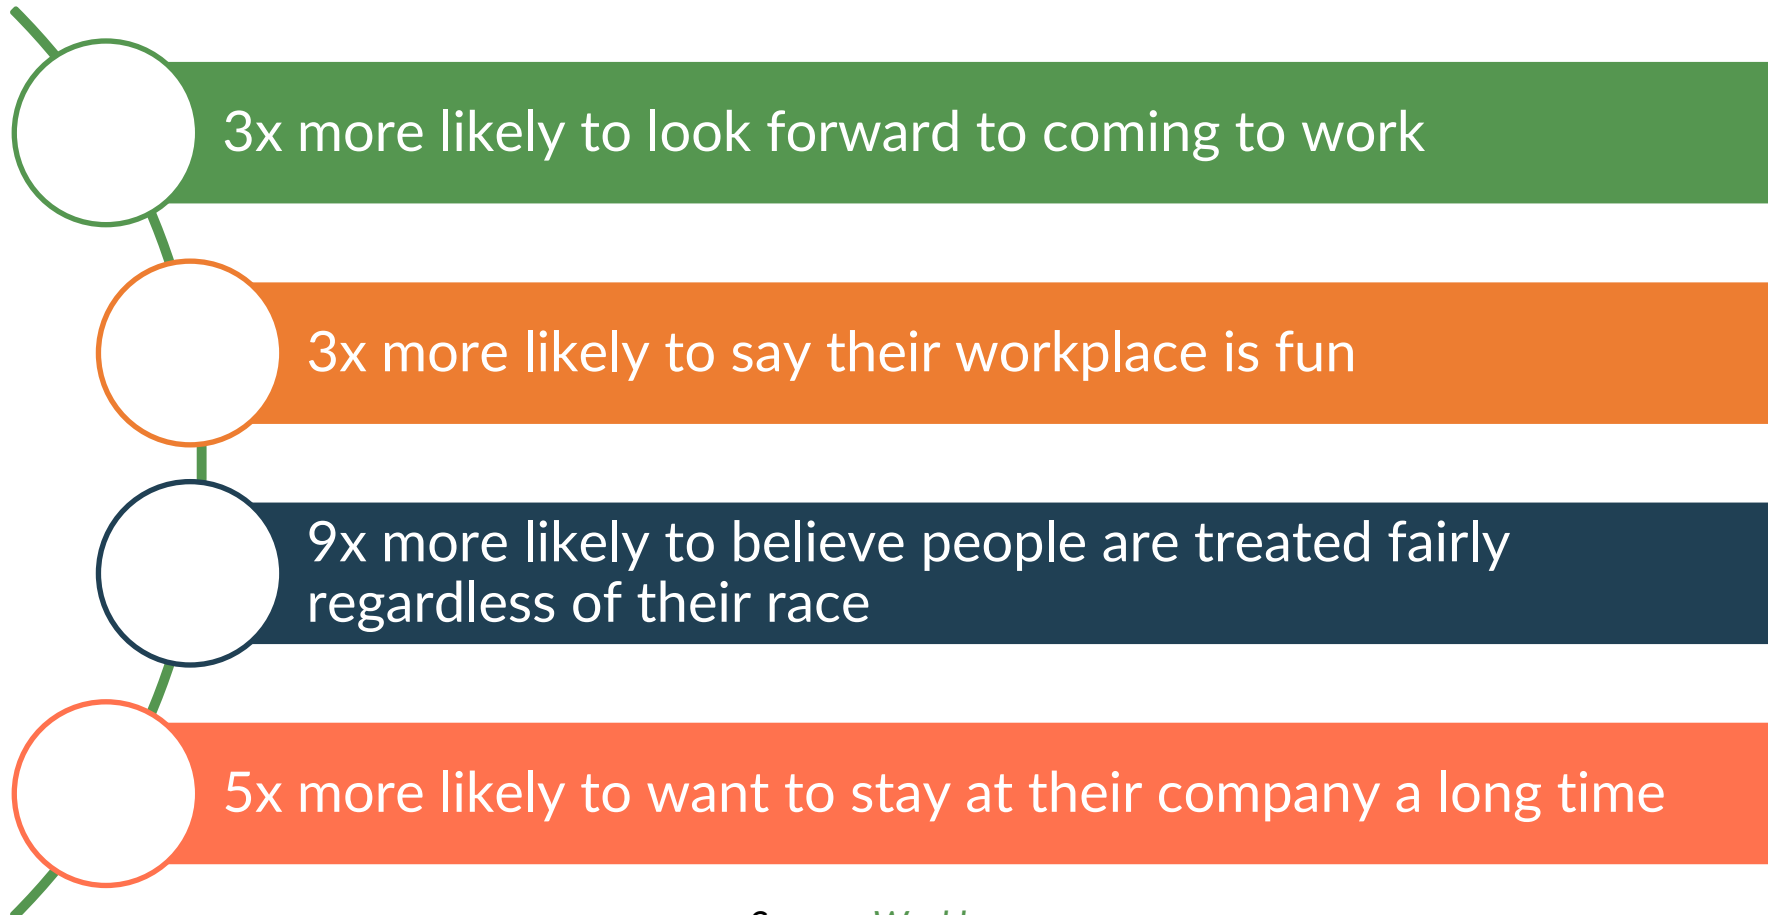 3x more likely to look forward to coming to work
3x more likely to say their workplace is fun
9x more likely to believe people are treated fairly
regardless of their race
5x more likely to want to stay at their company a long time